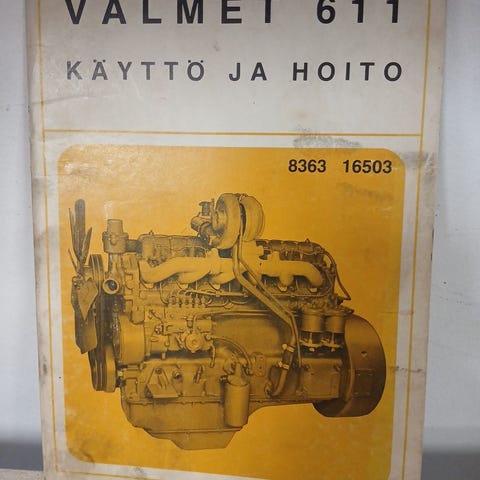 VALMET 611
KÄYTTÖ JA HOITO
8363 16503